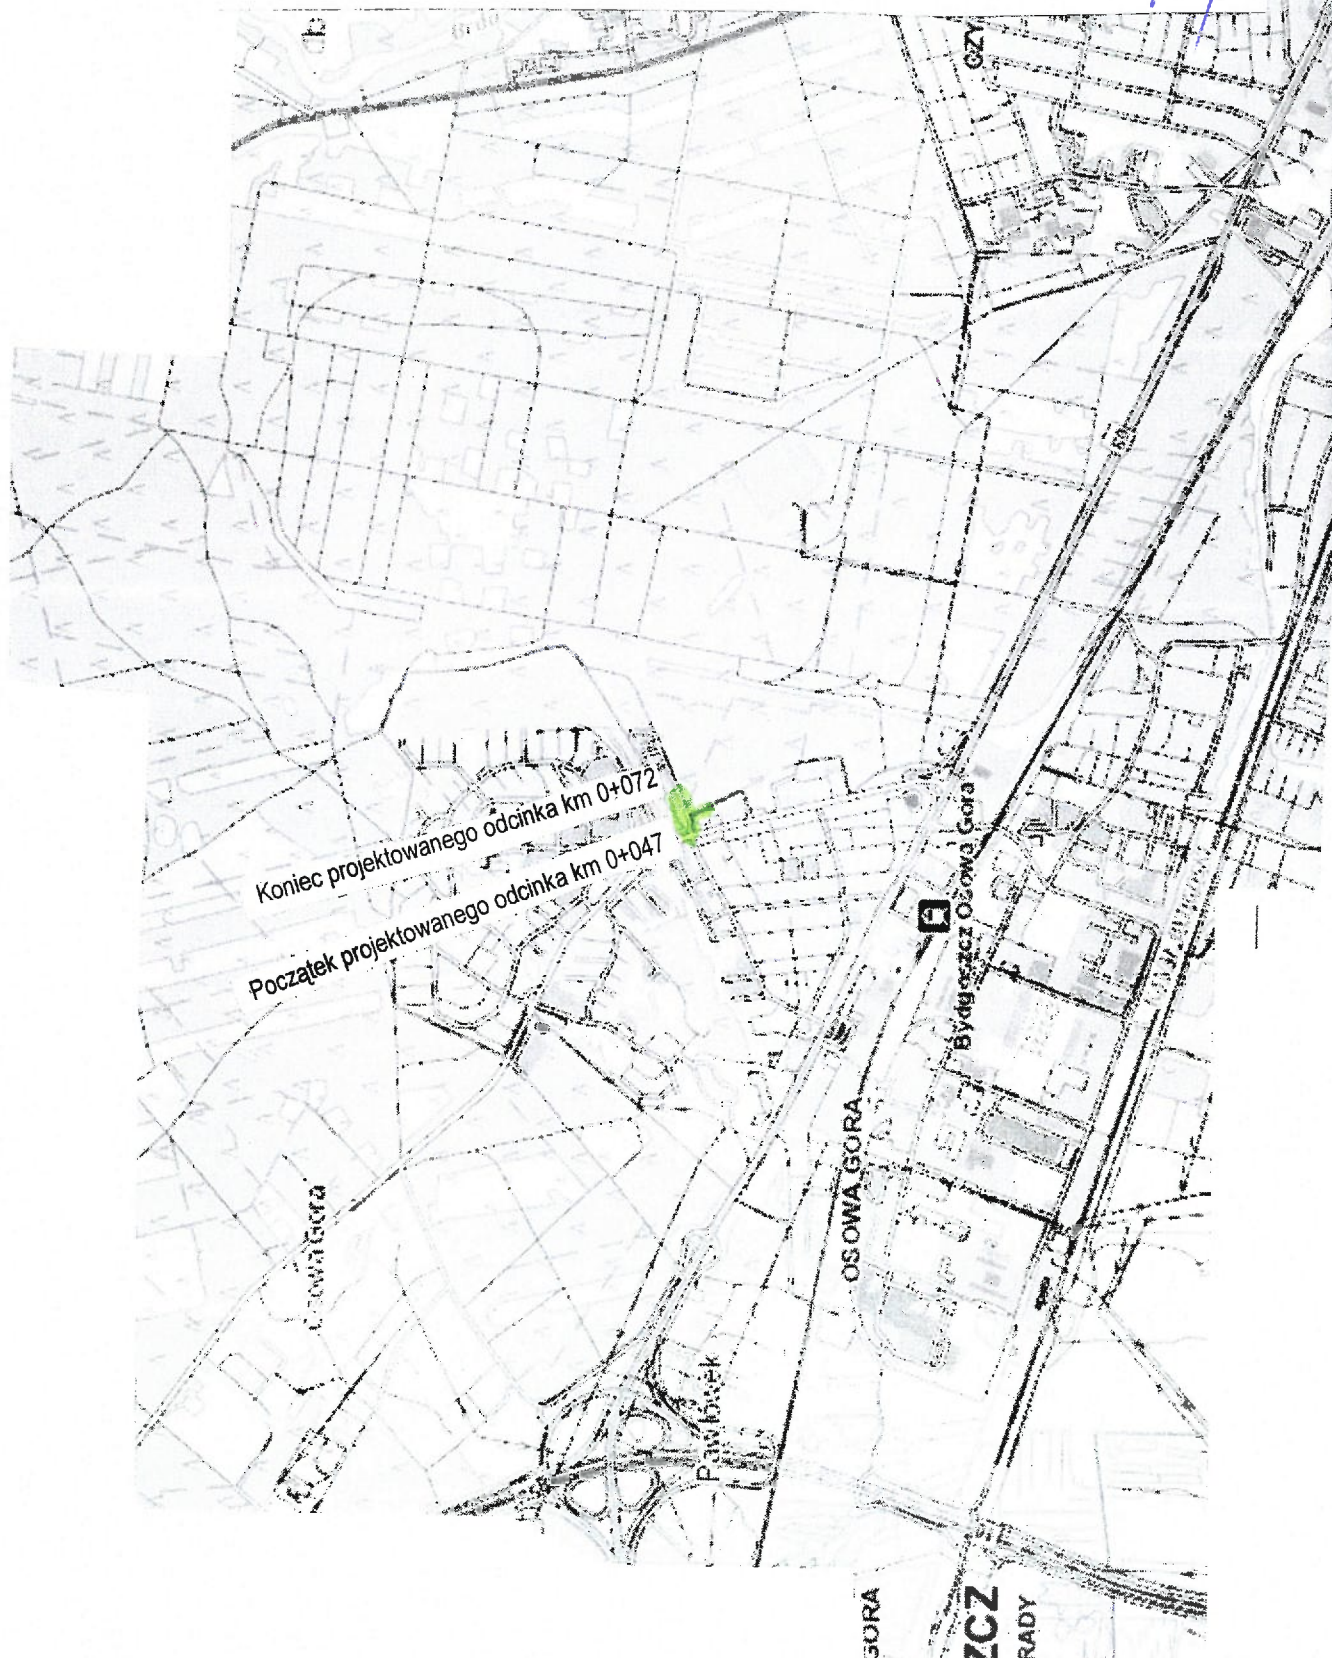 Koniec projektowanego odcinka km 0+072
Początek projektowanego odcinka km 0+047
Bydgoszcz Osowa Góra
OSOWA GÓRA
Osowa Góra
Pawłówek
CZY
GÓRA
ZCZ
RADY